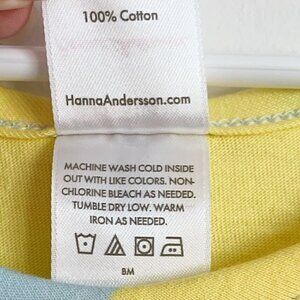 100% Cotton
HannaAndersson.com
MACHINE WASH COLD INSIDE
OUT WITH LIKE COLORS. NON-
CHLORINE BLEACH AS NEEDED.
TUMBLE DRY LOW. WARM
IRON AS NEEDED.
BM